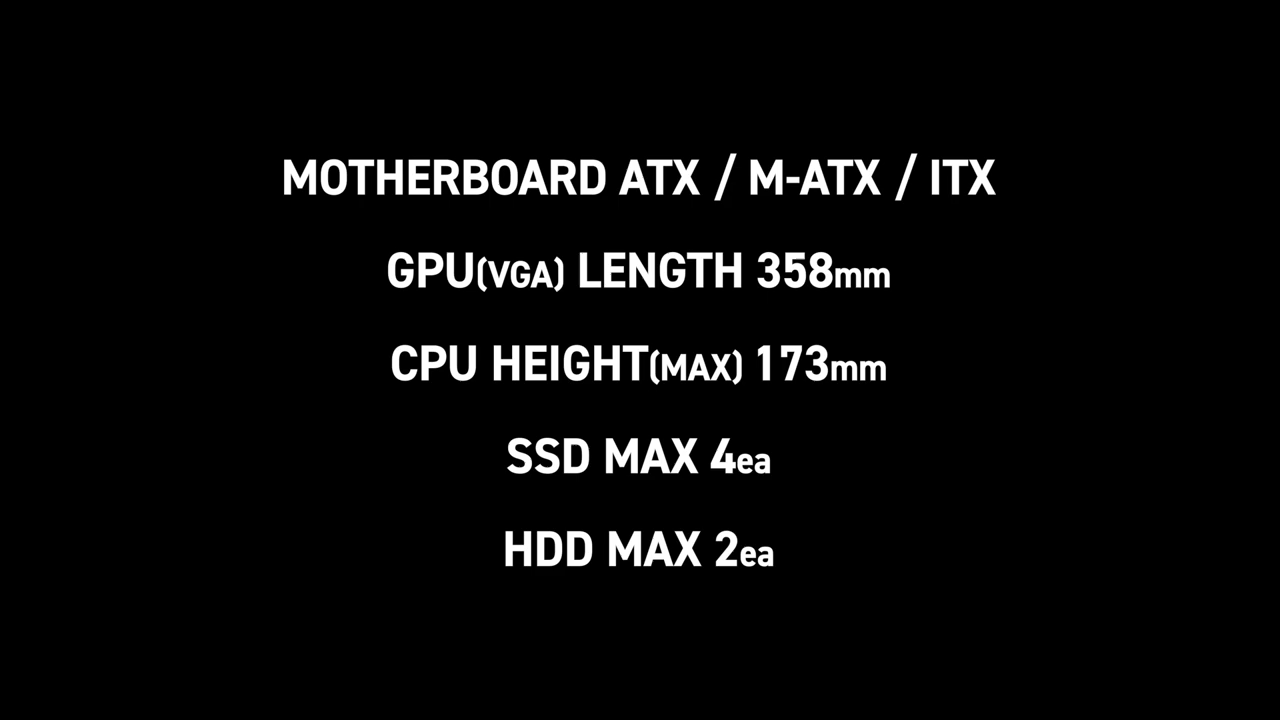 MOTHERBOARD ATX / M-ATX / ITX
GPU(VGA) LENGTH 358mm
CPU HEIGHT(MAX) 173mm
SSD MAX 4ea
HDD MAX 2ea